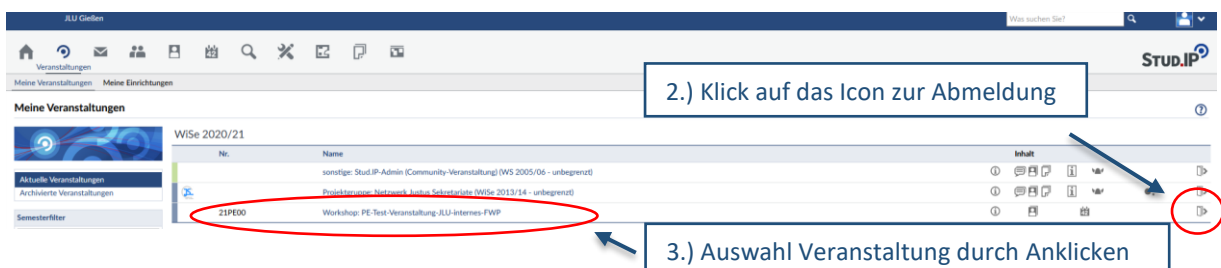 JLU Gießen
Was suchen Sie?
Veranstaltungen
STUD.IP
Meine Veranstaltungen Meine Einrichtungen
2.) Klick auf das Icon zur Abmeldung
Meine Veranstaltungen
WiSe 2020/21
Nr. Name Inhalt
sonstige: Stud.IP-Admin (Community-Veranstaltung) (WS 2005/06 - unbegrenzt)
Aktuelle Veranstaltungen
Archivierte Veranstaltungen
Projektgruppe: Netzwerk Justus Sekretariate (WiSe 2013/14 - unbegrenzt)
21PE00 Workshop: PE-Test-Veranstaltung-JLU-internes-FWP
Semesterfilter
3.) Auswahl Veranstaltung durch Anklicken